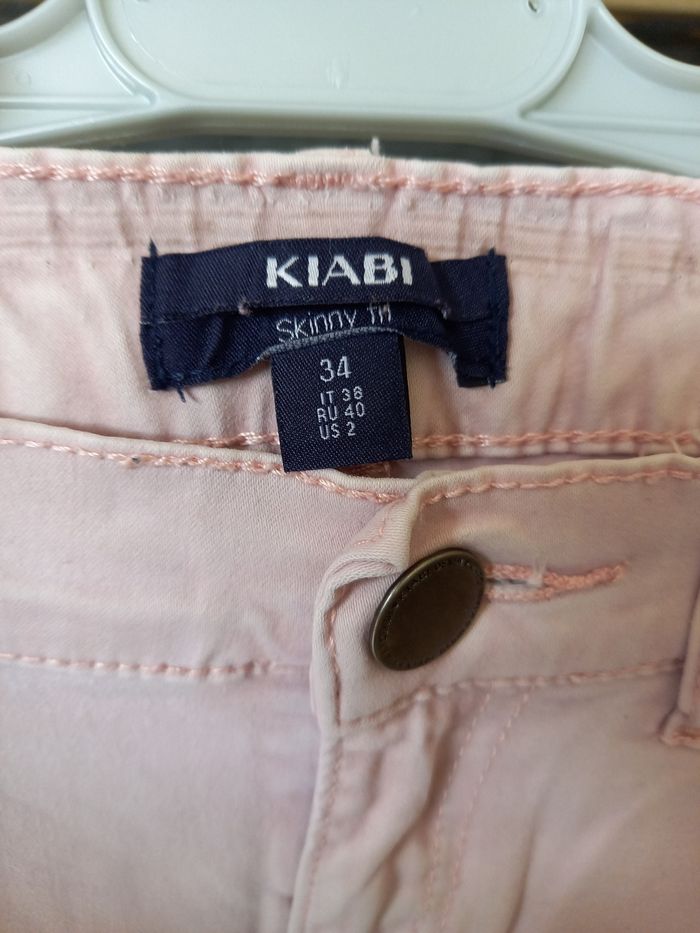 KIABI
Skinny fit
34
IT 38
RU 40
US 2